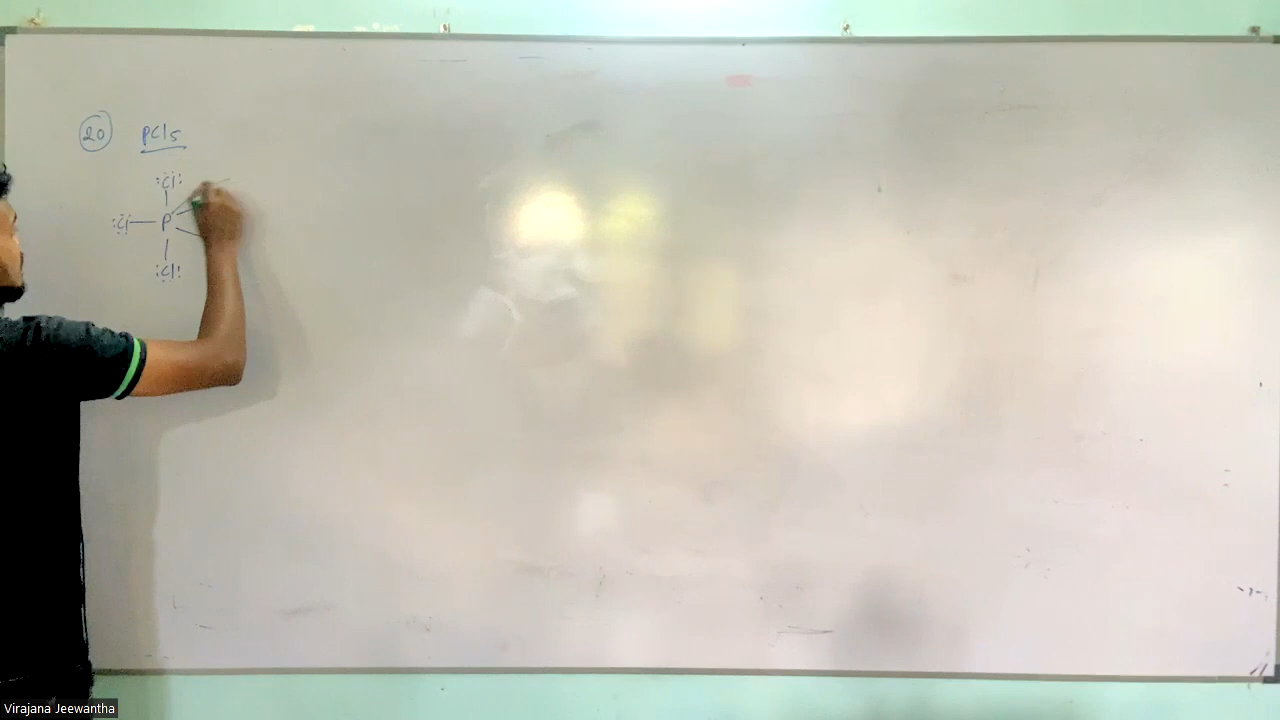 20 PCl5
:Cl:
:Cl — P
:Cl:
Virajana Jeewantha